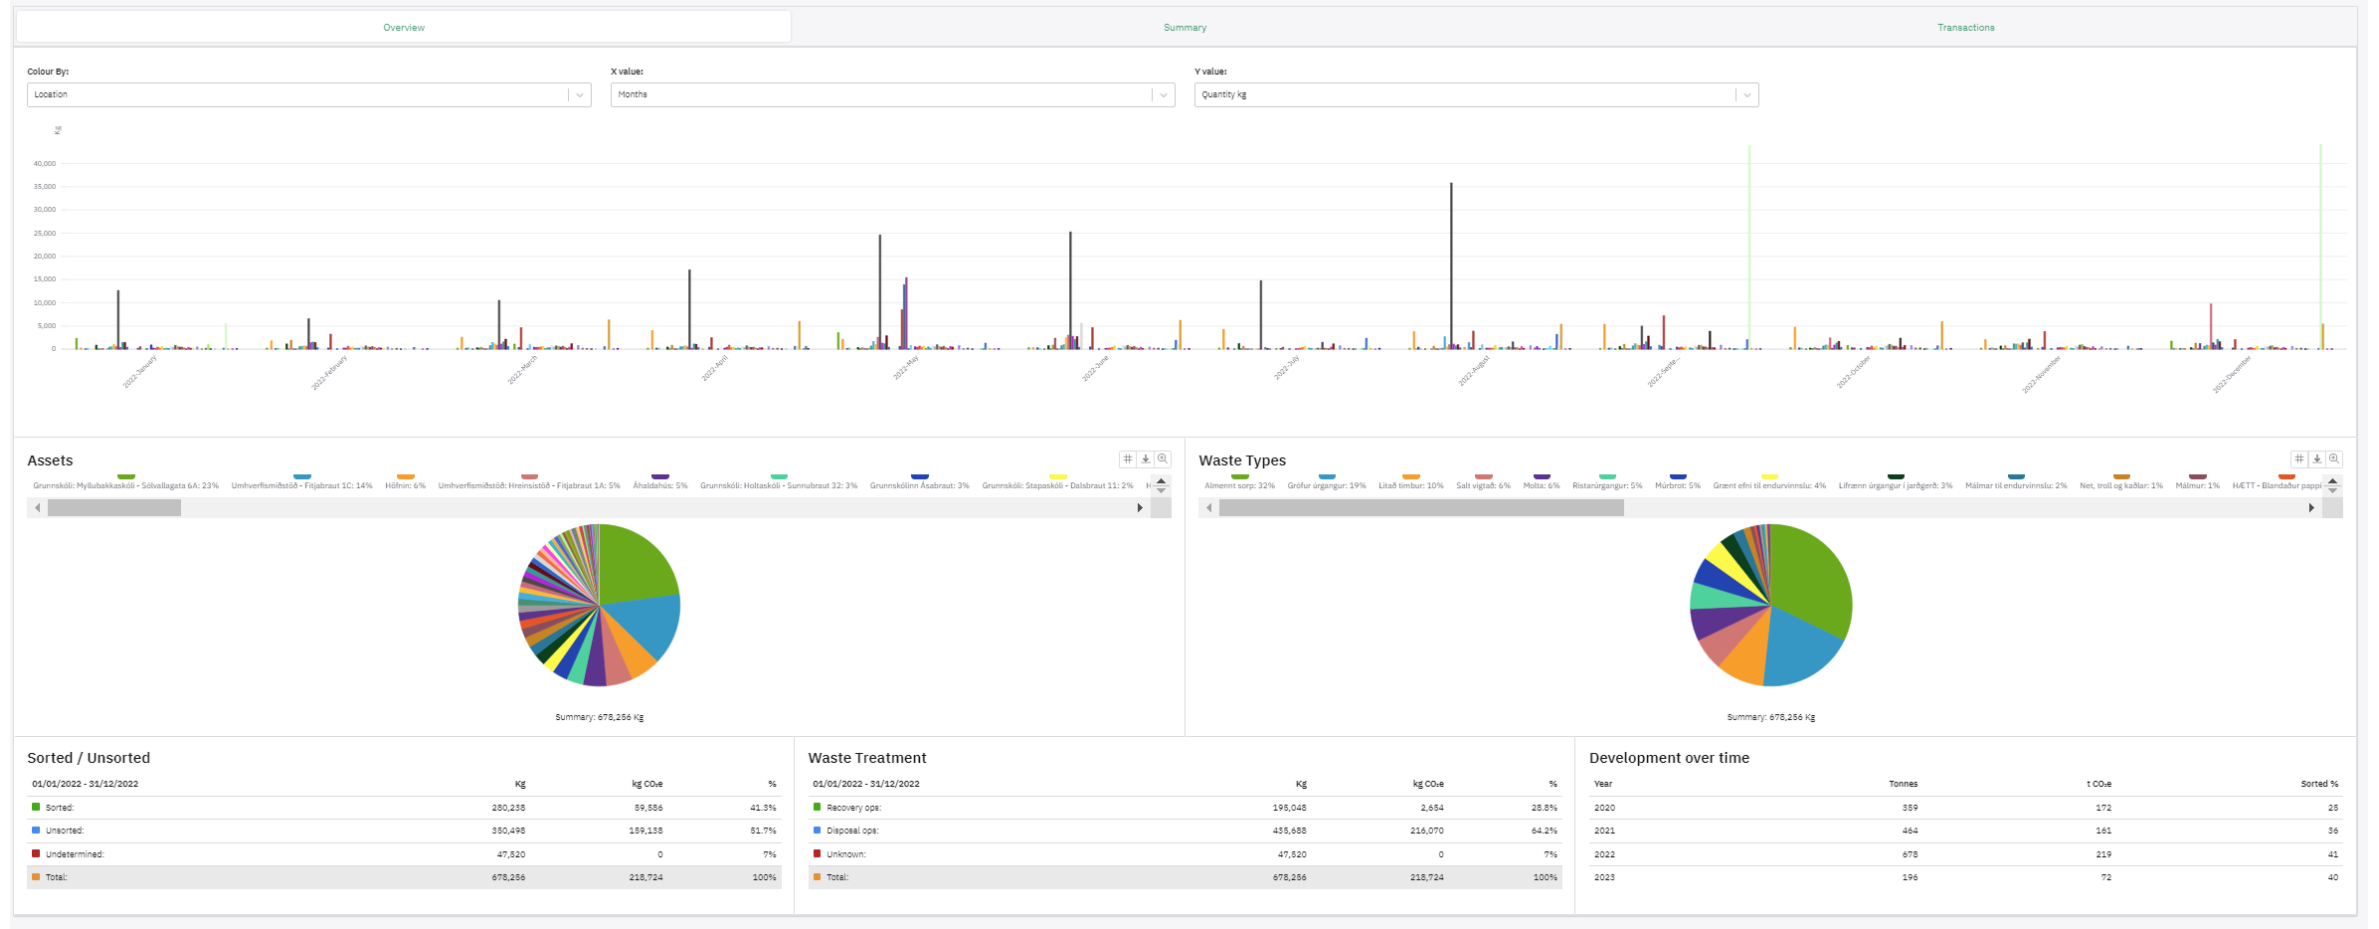 Overview Summary Transactions
Colour By: X value: Y value:
Location Months Quantity kg
Kg
40,000
35,000
30,000
25,000
20,000
15,000
10,000
5,000
0
2022-January 2022-February 2022-March 2022-April 2022-May 2022-June 2022-July 2022-August 2022-Septe... 2022-October 2022-November 2022-December
Assets
Grunnskóli: Myllubakkaskóli - Sólvallagata 6A: 23% Umhverfismiðstöð - Fitjabraut 1C: 14% Höfnin: 6% Umhverfismiðstöð: Hreinsistöð - Fitjabraut 1A: 5% Áhaldahús: 5% Grunnskóli: Holtaskóli - Sunnubraut 32: 3% Grunnskólinn Ásabraut: 3% Grunnskóli: Stapaskóli - Dalsbraut 11: 2%
Summary: 678,256 Kg
Waste Types
Almennt sorp: 32% Grófur úrgangur: 19% Litað timbur: 10% Salt vigtað: 6% Molta: 6% Ristarúrgangur: 5% Múrbrot: 5% Grænt efni til endurvinnslu: 4% Lífrænn úrgangur í jarðgerð: 3% Málmar til endurvinnslu: 2% Net, troll og kaðlar: 1% Málmur: 1% HÆTT - Blandaður pappí
Summary: 678,256 Kg
Sorted / Unsorted
01/01/2022 - 31/12/2022 Kg kg CO₂e %
Sorted: 280,238 59,586 41.3%
Unsorted: 350,498 159,138 51.7%
Undetermined: 47,520 0 7%
Total: 678,256 218,724 100%
Waste Treatment
01/01/2022 - 31/12/2022 Kg kg CO₂e %
Recovery ops: 195,048 2,654 28.8%
Disposal ops: 435,688 216,070 64.2%
Unknown: 47,520 0 7%
Total: 678,256 218,724 100%
Development over time
Year Tonnes t CO₂e Sorted %
2020 359 172 25
2021 464 161 36
2022 678 219 41
2023 196 72 40